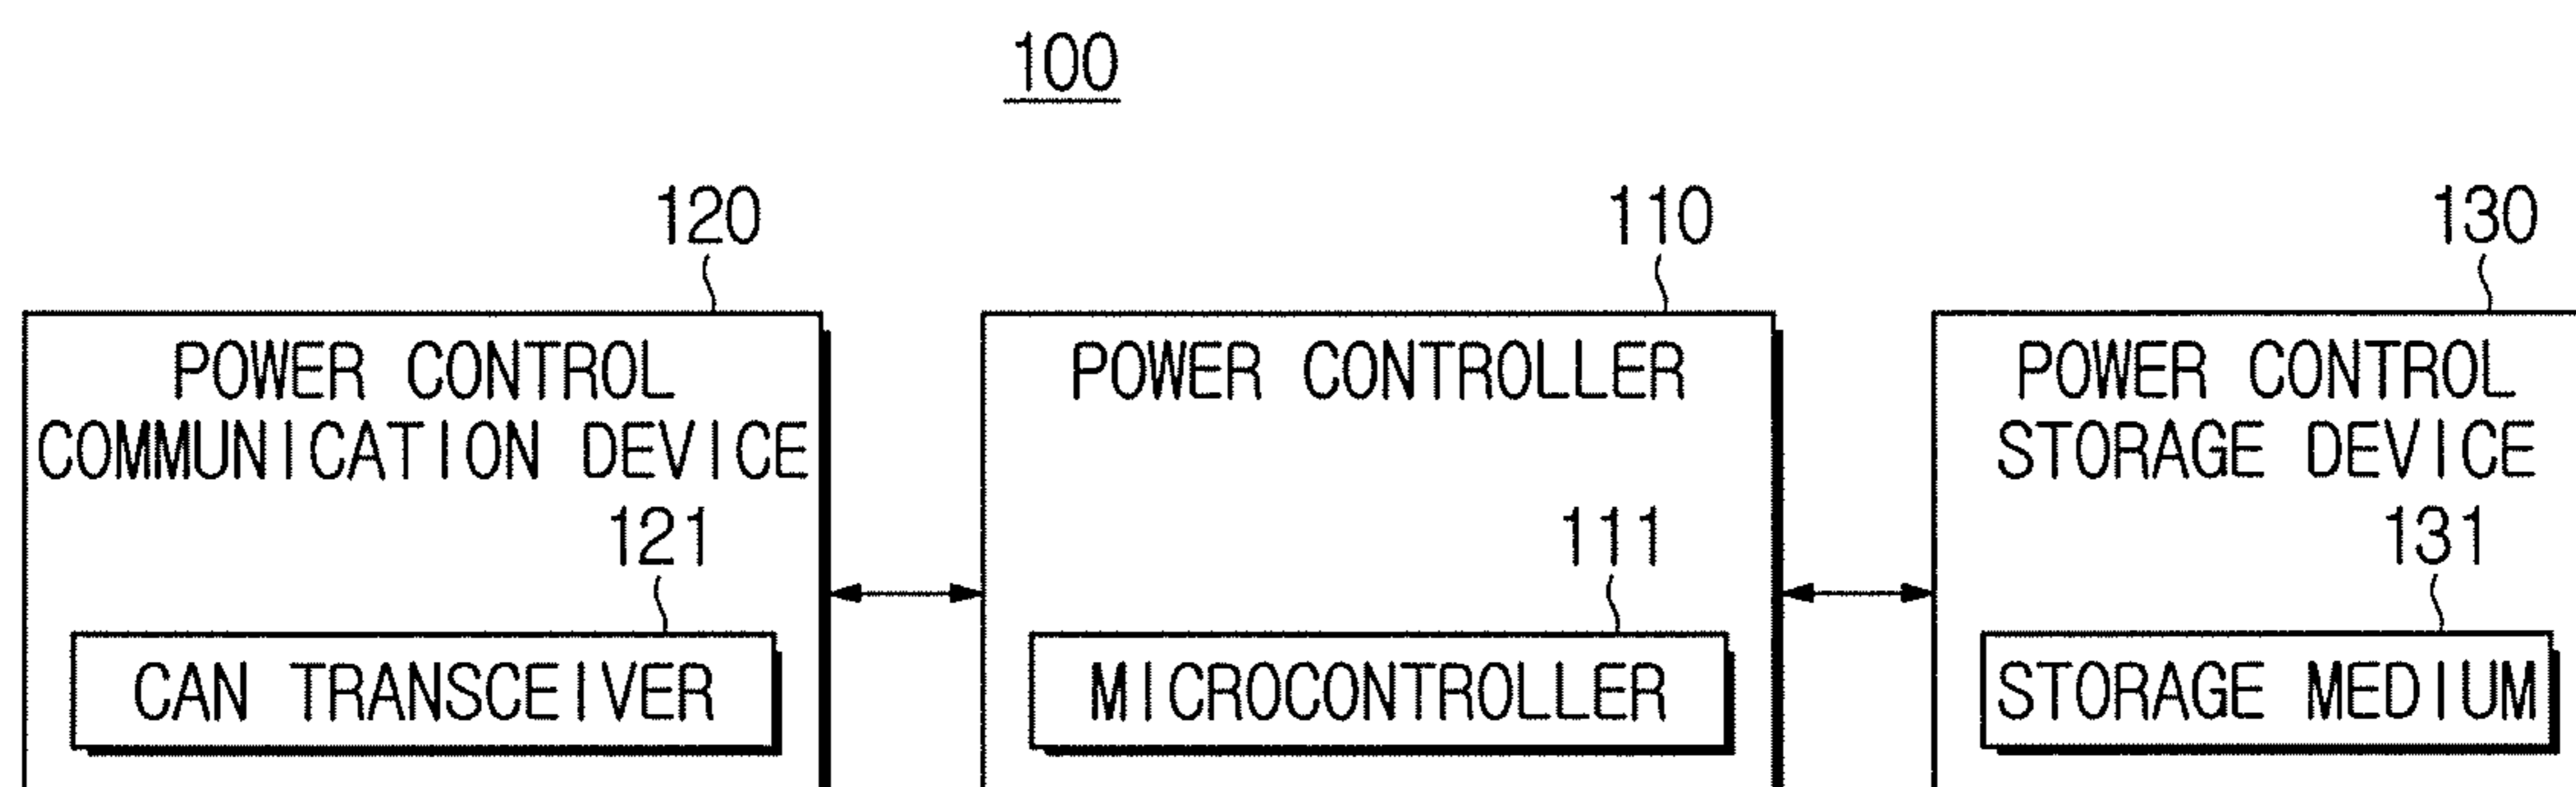 100
120
110
130
POWER CONTROL
COMMUNICATION DEVICE
POWER CONTROLLER
POWER CONTROL
STORAGE DEVICE
121
111
131
CAN TRANSCEIVER
MICROCONTROLLER
STORAGE MEDIUM